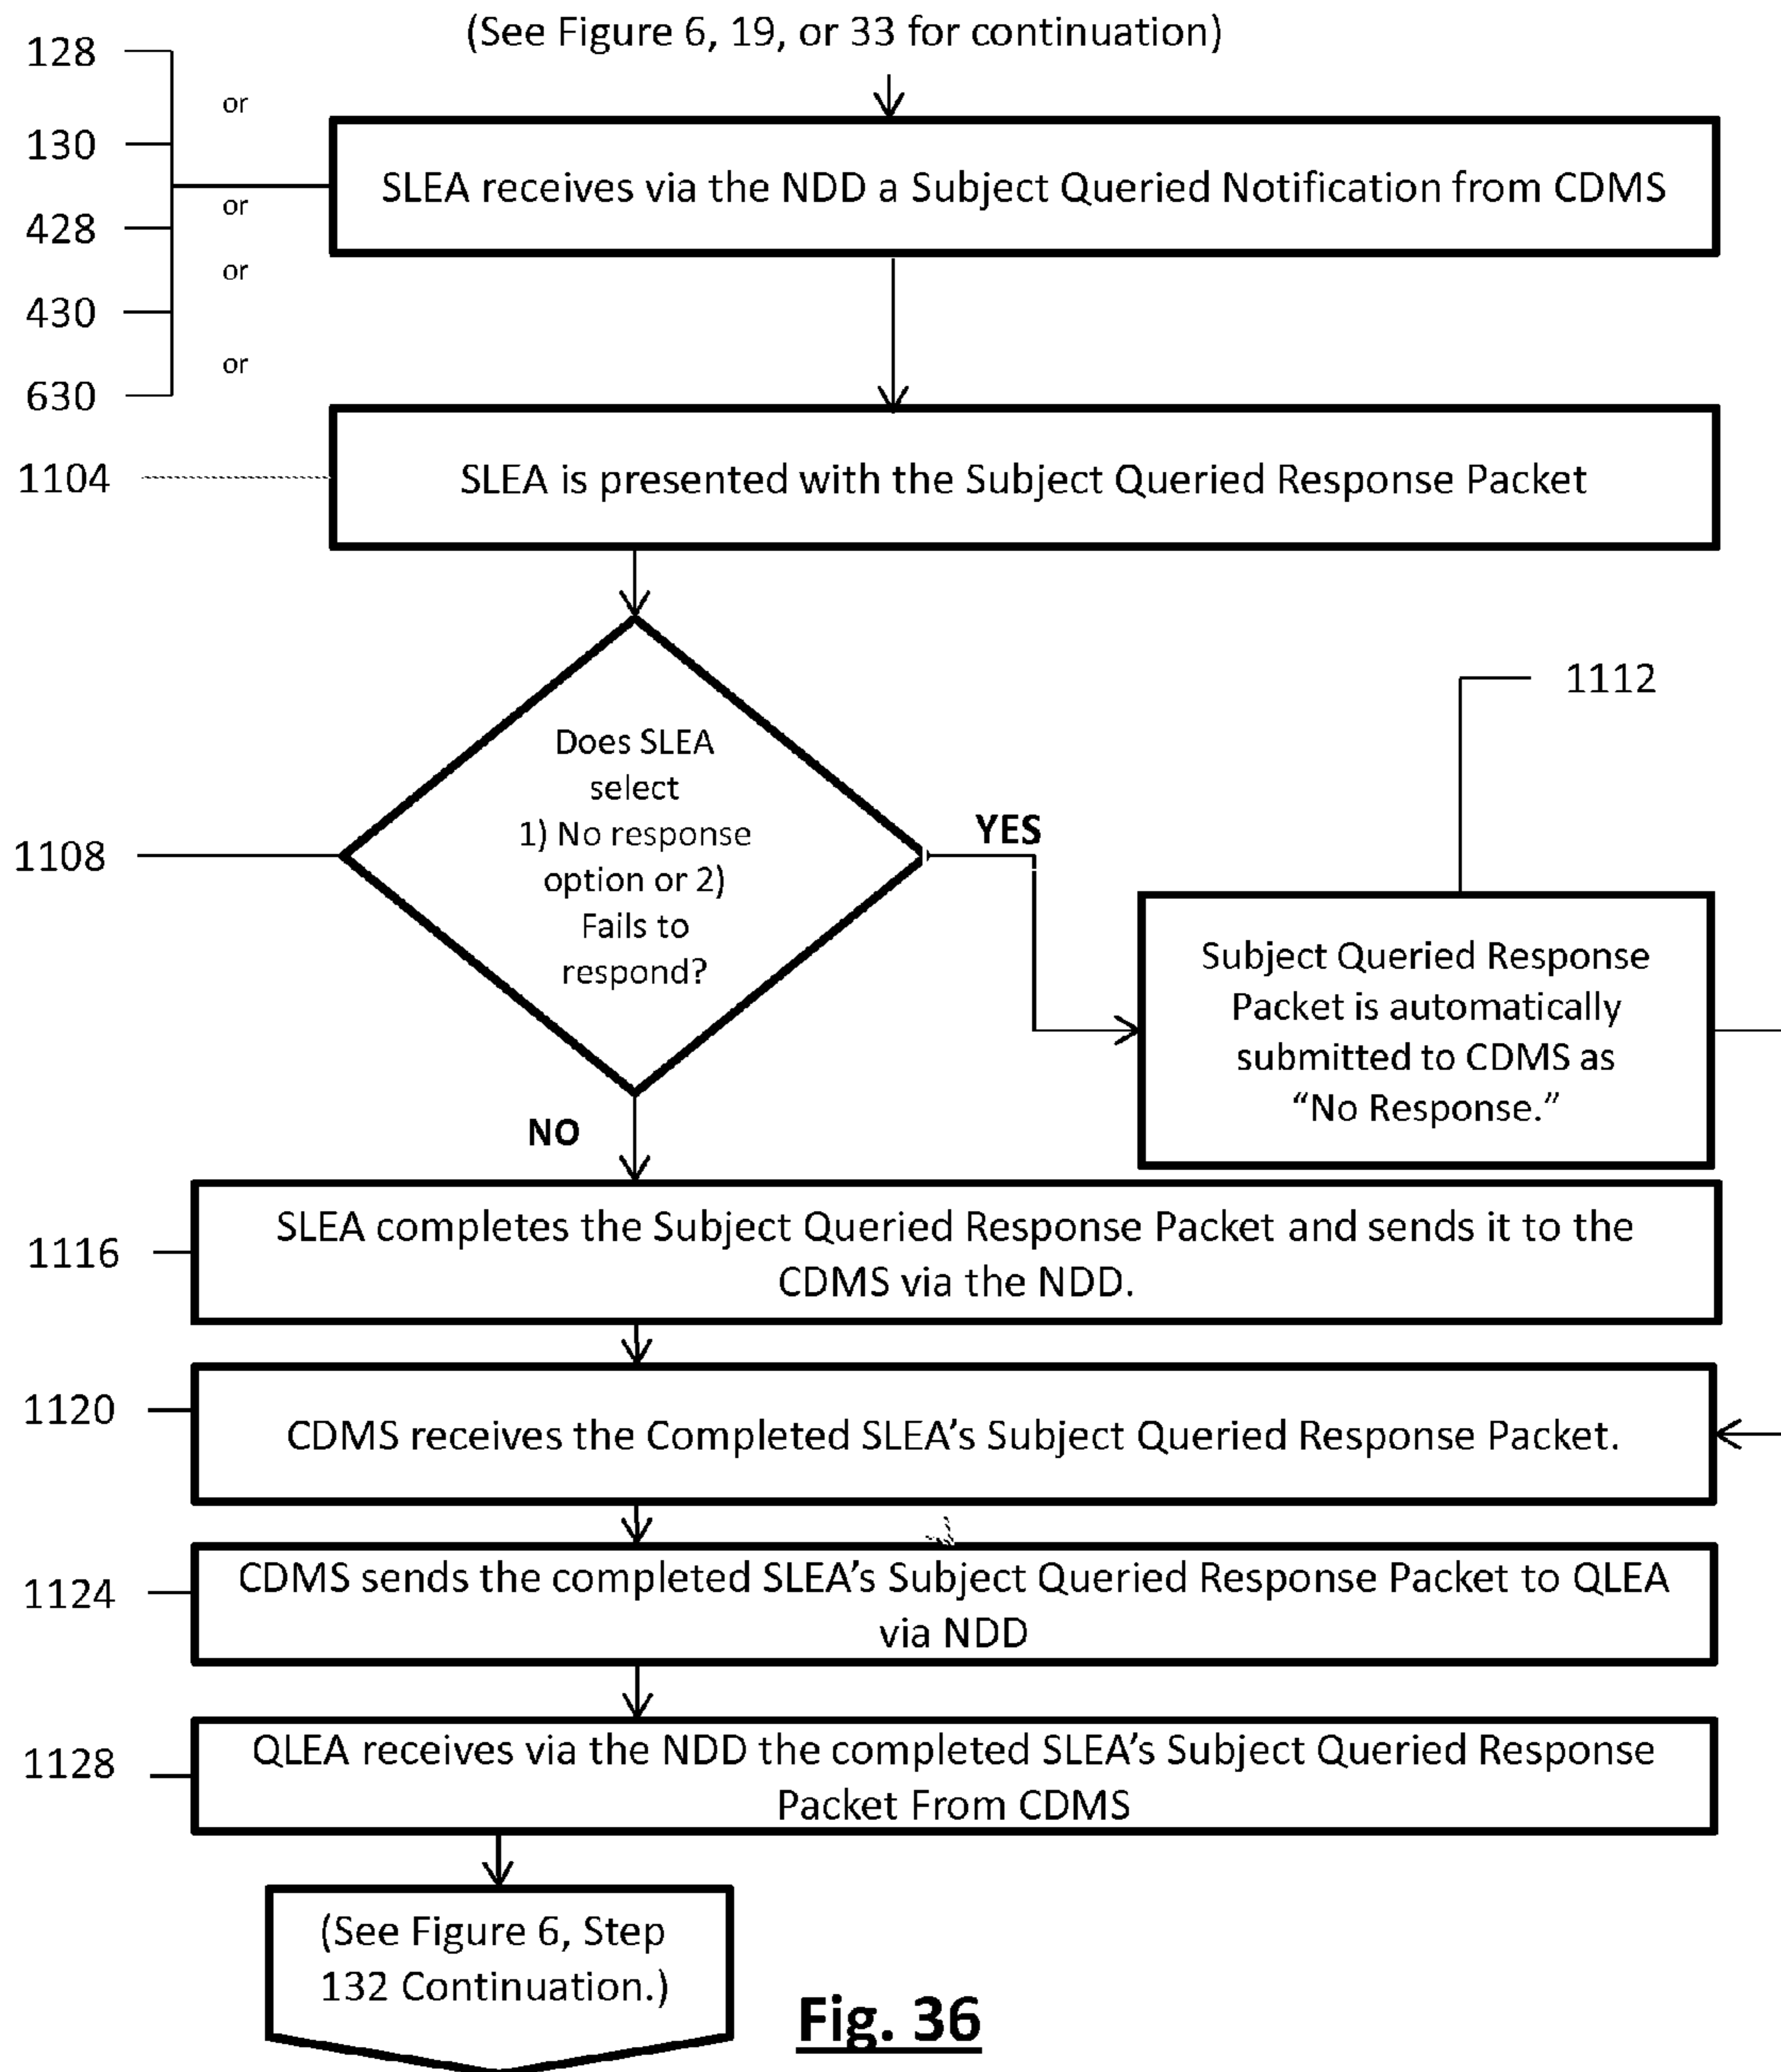 (See Figure 6, 19, or 33 for continuation)
128
or
130
SLEA receives via the NDD a Subject Queried Notification from CDMS
or
428
or
430
or
630
1104
SLEA is presented with the Subject Queried Response Packet
1112
Does SLEA
select
1) No response
option or 2)
Fails to
respond?
1108
YES
Subject Queried Response
Packet is automatically
submitted to CDMS as
“No Response.”
NO
1116
SLEA completes the Subject Queried Response Packet and sends it to the
CDMS via the NDD.
1120
CDMS receives the Completed SLEA’s Subject Queried Response Packet.
1124
CDMS sends the completed SLEA’s Subject Queried Response Packet to QLEA
via NDD
1128
QLEA receives via the NDD the completed SLEA’s Subject Queried Response
Packet From CDMS
(See Figure 6, Step
132 Continuation.)
Fig. 36